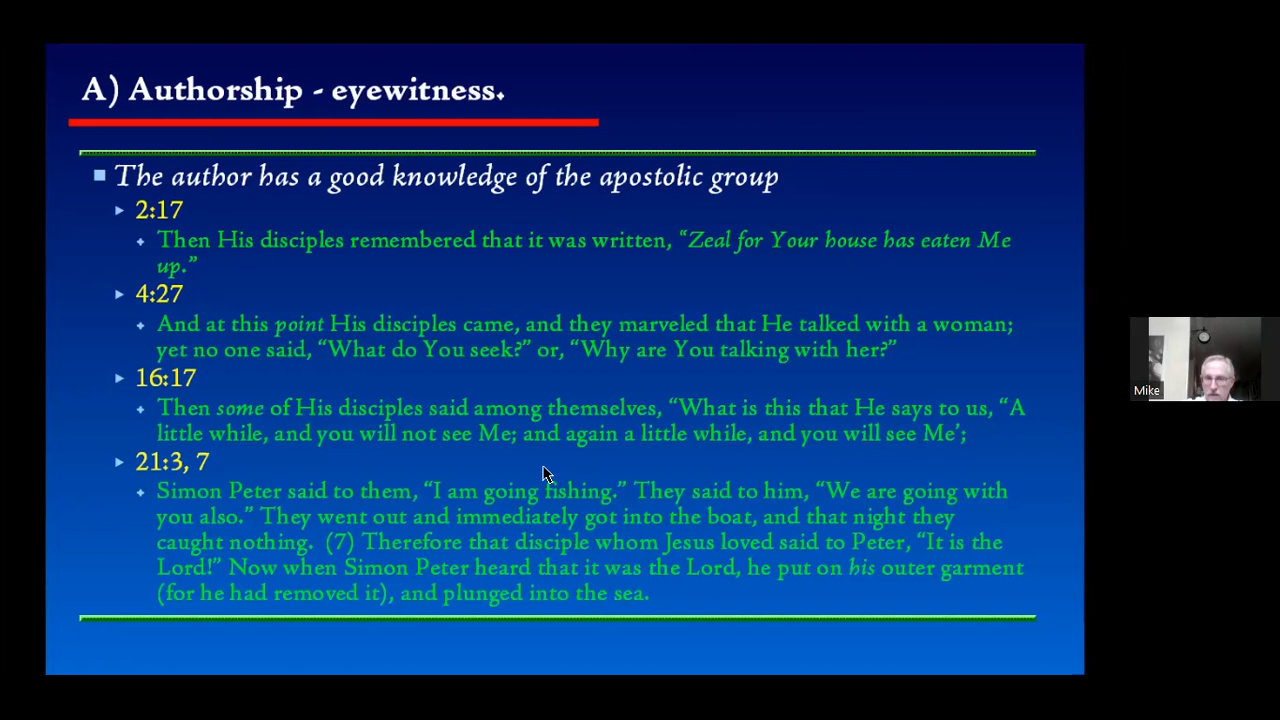 A) Authorship - eyewitness.
The author has a good knowledge of the apostolic group
2:17
Then His disciples remembered that it was written, “Zeal for Your house has eaten Me
up.”
4:27
And at this point His disciples came, and they marveled that He talked with a woman;
yet no one said, “What do You seek?” or, “Why are You talking with her?”
16:17
Then some of His disciples said among themselves, “What is this that He says to us, “A
little while, and you will not see Me; and again a little while, and you will see Me’;
21:3, 7
Simon Peter said to them, “I am going fishing.” They said to him, “We are going with
you also.” They went out and immediately got into the boat, and that night they
caught nothing. (7) Therefore that disciple whom Jesus loved said to Peter, “It is the
Lord!” Now when Simon Peter heard that it was the Lord, he put on his outer garment
(for he had removed it), and plunged into the sea.
Mike